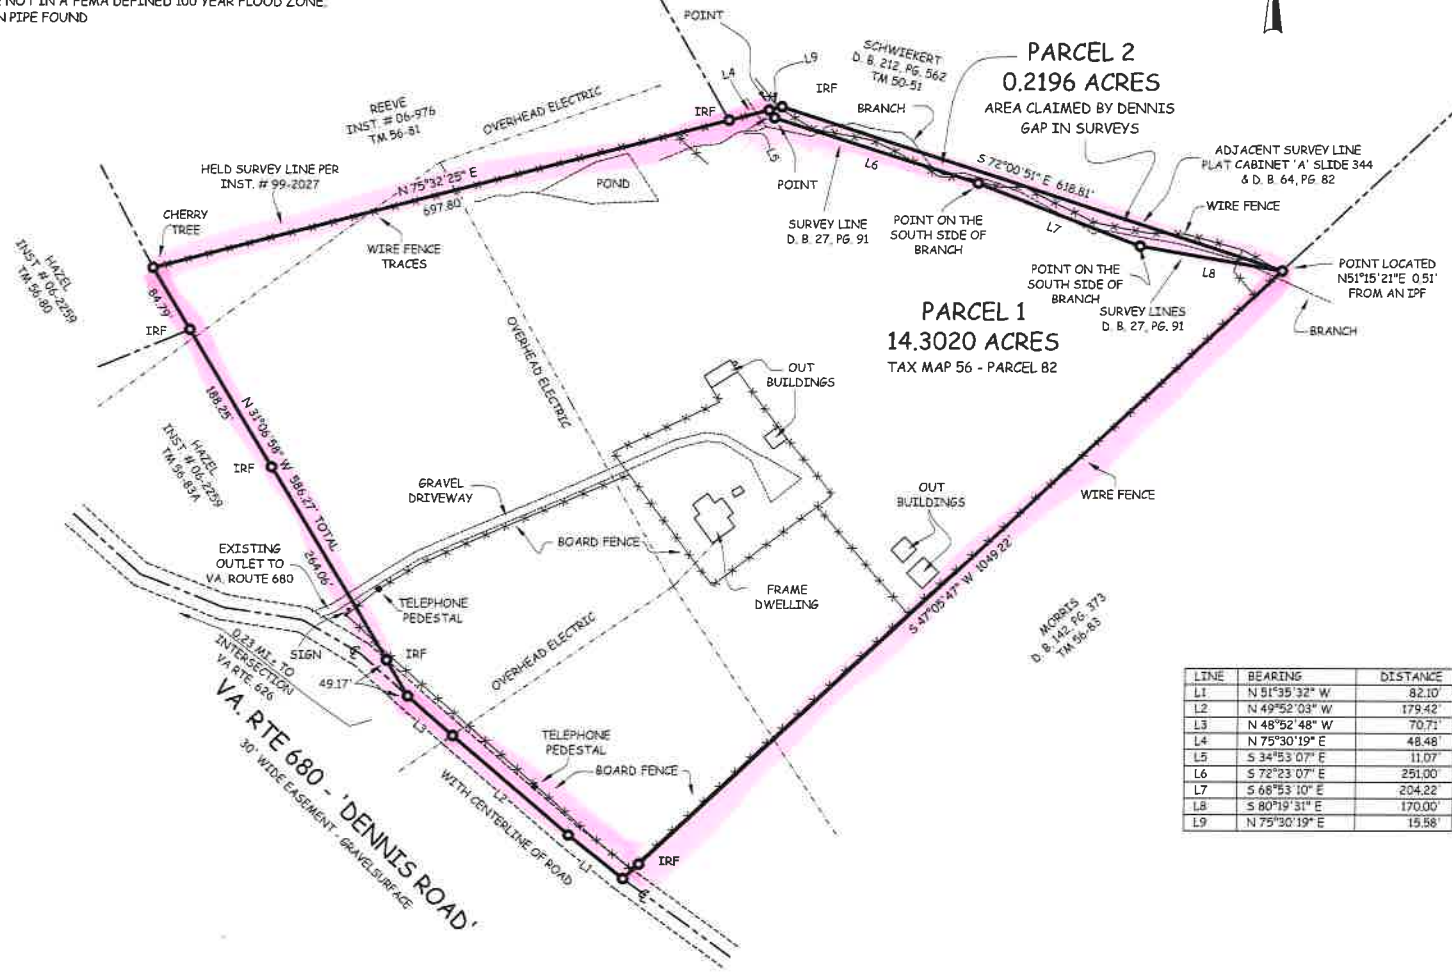 NOT IN A FEMA DEFINED 100 YEAR FLOOD ZONE.
N PIPE FOUND
POINT
L9
L4
IRF
IRF
SCHWIEKERT
D. B. 212, PG. 562
TM 50-51
BRANCH
PARCEL 2
0.2196 ACRES
AREA CLAIMED BY DENNIS
GAP IN SURVEYS
REEVE
INST. # 06-976
TM 56-81
OVERHEAD ELECTRIC
ADJACENT SURVEY LINE
PLAT CABINET 'A' SLIDE 344
& D. B. 64, PG. 82
HELD SURVEY LINE PER
INST. # 99-2027
N 75°32'25" E
697.80'
POND
L5
POINT
L6
S 72°00'51" E 618.81'
WIRE FENCE
CHERRY
TREE
WIRE FENCE
TRACES
SURVEY LINE
D. B. 27, PG. 91
POINT ON THE
SOUTH SIDE OF
BRANCH
L7
L8
POINT ON THE
SOUTH SIDE OF
BRANCH
POINT LOCATED
N51°15'21"E 0.51'
FROM AN IPF
HAZEL
INST # 06-2259
TM 56-80
84.79'
IRF
PARCEL 1
14.3020 ACRES
TAX MAP 56 - PARCEL 82
SURVEY LINES
D. B. 27, PG. 91
BRANCH
OVERHEAD ELECTRIC
OUT
BUILDINGS
188.25'
N 31°06'58" W 586.27' TOTAL
HAZEL
INST # 06-2259
TM 56-83A
IRF
GRAVEL
DRIVEWAY
OUT
BUILDINGS
WIRE FENCE
EXISTING
OUTLET TO
VA. ROUTE 680
264.06'
BOARD FENCE
FRAME
DWELLING
S 47°05'47" W 1049.22'
TELEPHONE
PEDESTAL
MORRIS
D. B. 142, PG. 373
TM 56-83
SIGN
IRF
OVERHEAD ELECTRIC
0.23 MI.± TO
INTERSECTION
VA RTE. 626
49.17'
L3
TELEPHONE
PEDESTAL
BOARD FENCE
VA. RTE 680 - 'DENNIS ROAD'
30' WIDE EASEMENT - GRAVEL SURFACE
L2
WITH CENTERLINE OF ROAD
L1
IRF
LINE BEARING DISTANCE
L1 N 51°35'32" W 82.10'
L2 N 49°52'03" W 179.42'
L3 N 48°52'48" W 70.71'
L4 N 75°30'19" E 48.48'
L5 S 34°53'07" E 11.07'
L6 S 72°23'07" E 251.00'
L7 S 68°53'10" E 204.22'
L8 S 80°19'31" E 170.00'
L9 N 75°30'19" E 15.58'